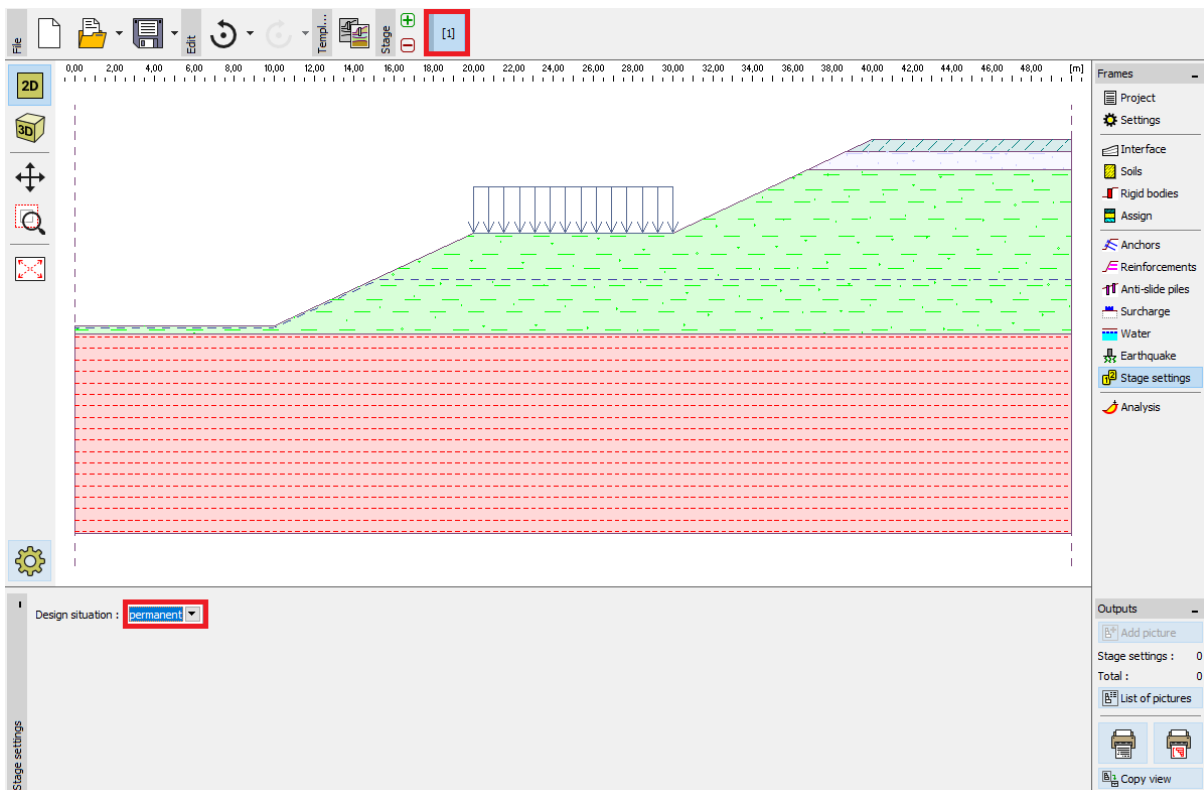 File
Edit
Templ...
Stage
[1]
2D
3D
0,00 2,00 4,00 6,00 8,00 10,00 12,00 14,00 16,00 18,00 20,00 22,00 24,00 26,00 28,00 30,00 32,00 34,00 36,00 38,00 40,00 42,00 44,00 46,00 48,00 [m]
Frames
Project
Settings
Interface
Soils
Rigid bodies
Assign
Anchors
Reinforcements
Anti-slide piles
Surcharge
Water
Earthquake
Stage settings
Analysis
Stage settings
Design situation : permanent
Outputs
Add picture
Stage settings : 0
Total : 0
List of pictures
Copy view